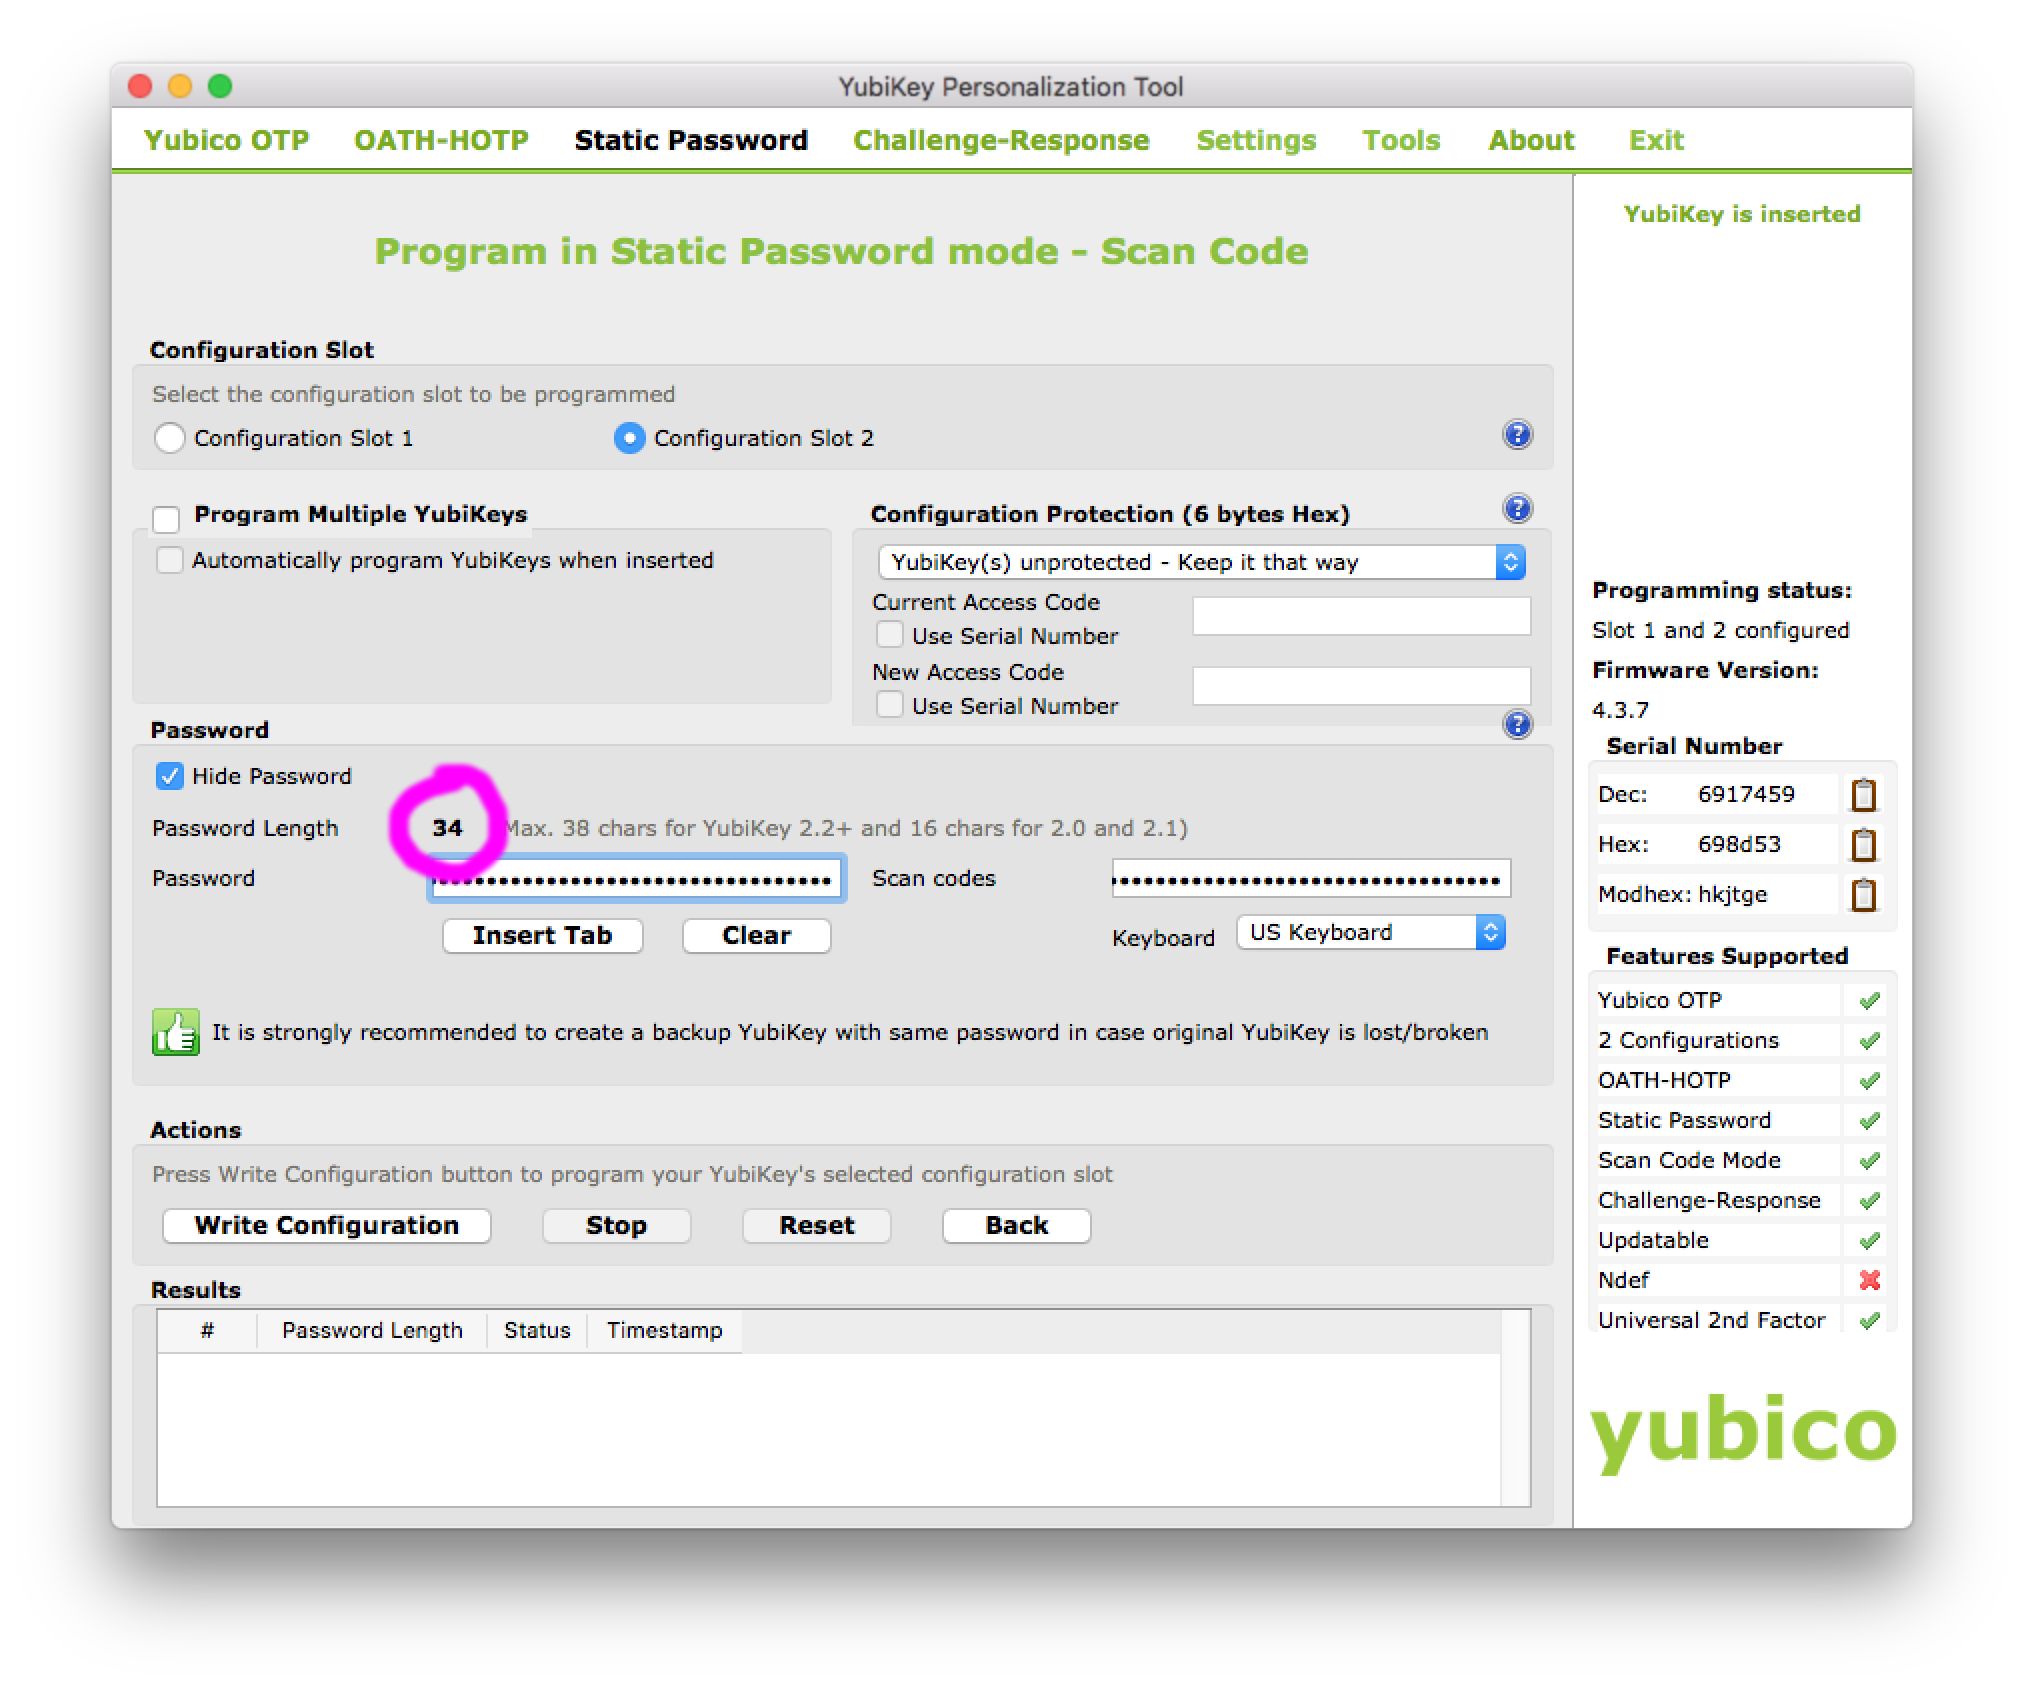 YubiKey Personalization Tool
Yubico OTP OATH-HOTP Static Password Challenge-Response Settings Tools About Exit
YubiKey is inserted
Program in Static Password mode - Scan Code
Configuration Slot
Select the configuration slot to be programmed
Configuration Slot 1 Configuration Slot 2 ?
Program Multiple YubiKeys
Automatically program YubiKeys when inserted
Configuration Protection (6 bytes Hex) ?
YubiKey(s) unprotected - Keep it that way
Current Access Code
Use Serial Number
New Access Code
Use Serial Number
Password ?
Hide Password
Password Length 34 Max. 38 chars for YubiKey 2.2+ and 16 chars for 2.0 and 2.1)
Password Scan codes
Insert Tab Clear Keyboard US Keyboard
It is strongly recommended to create a backup YubiKey with same password in case original YubiKey is lost/broken
Actions
Press Write Configuration button to program your YubiKey's selected configuration slot
Write Configuration Stop Reset Back
Results
# Password Length Status Timestamp
Programming status:
Slot 1 and 2 configured
Firmware Version:
4.3.7
Serial Number
Dec: 6917459
Hex: 698d53
Modhex: hkjtge
Features Supported
Yubico OTP
2 Configurations
OATH-HOTP
Static Password
Scan Code Mode
Challenge-Response
Updatable
Ndef
Universal 2nd Factor
yubico